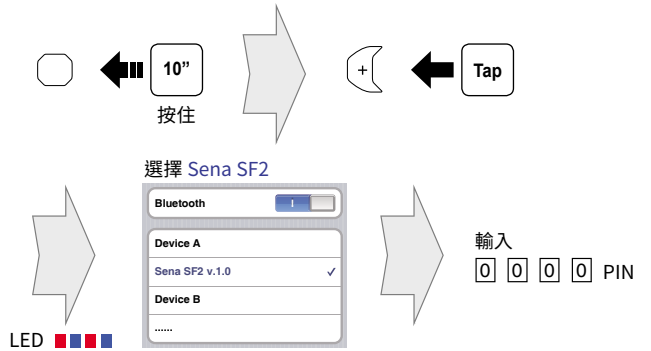 10”
按住
+
Tap
選擇 Sena SF2
Bluetooth
Device A
Sena SF2 v.1.0 ✓
Device B
......
LED
輸入
0 0 0 0 PIN